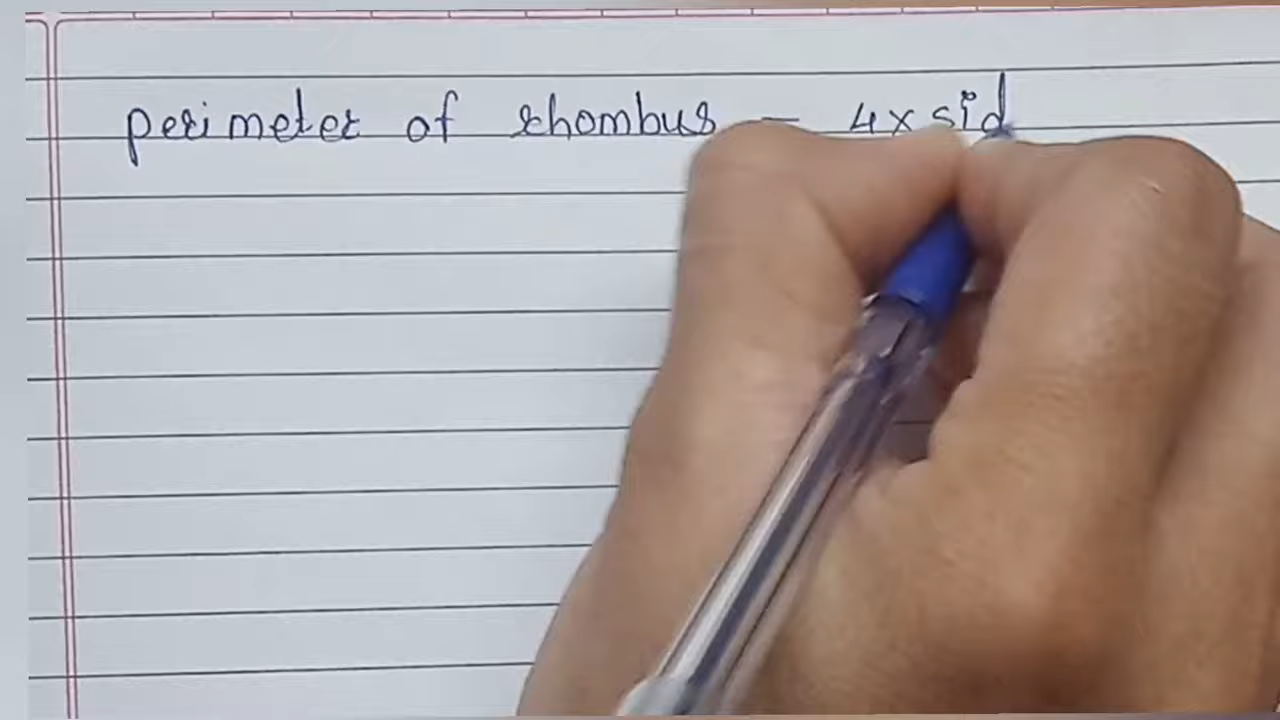 perimeter of rhombus = 4×sid